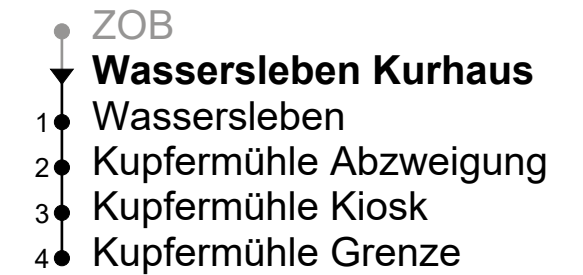 ZOB
Wassersleben Kurhaus
1 Wassersleben
2 Kupfermühle Abzweigung
3 Kupfermühle Kiosk
4 Kupfermühle Grenze